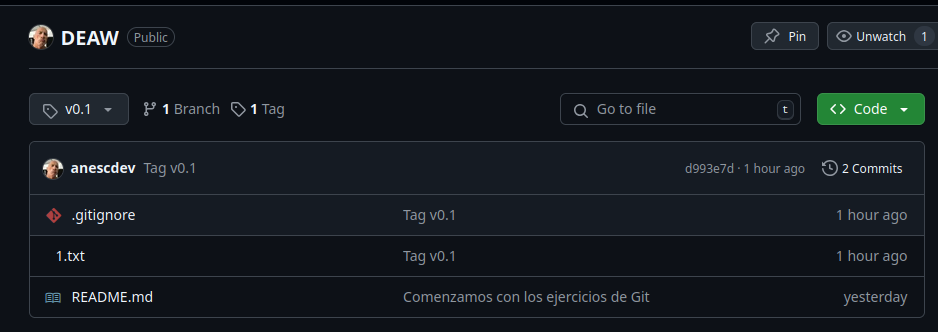 DEAW Public Pin Unwatch 1
v0.1 1 Branch 1 Tag Go to file t Code
anescdev Tag v0.1 d993e7d · 1 hour ago 2 Commits
.gitignore Tag v0.1 1 hour ago
1.txt Tag v0.1 1 hour ago
README.md Comenzamos con los ejercicios de Git yesterday